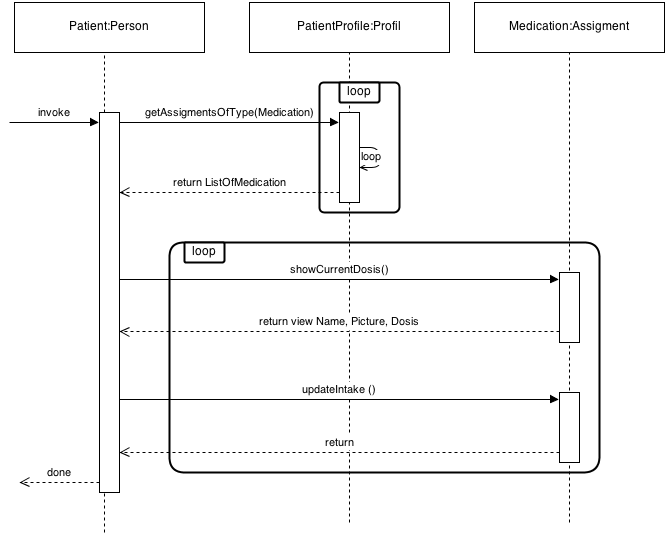 Patient:Person
PatientProfile:Profil
Medication:Assigment
loop
invoke
getAssigmentsOfType(Medication)
loop
return ListOfMedication
loop
showCurrentDosis()
return view Name, Picture, Dosis
updateIntake ()
return
done